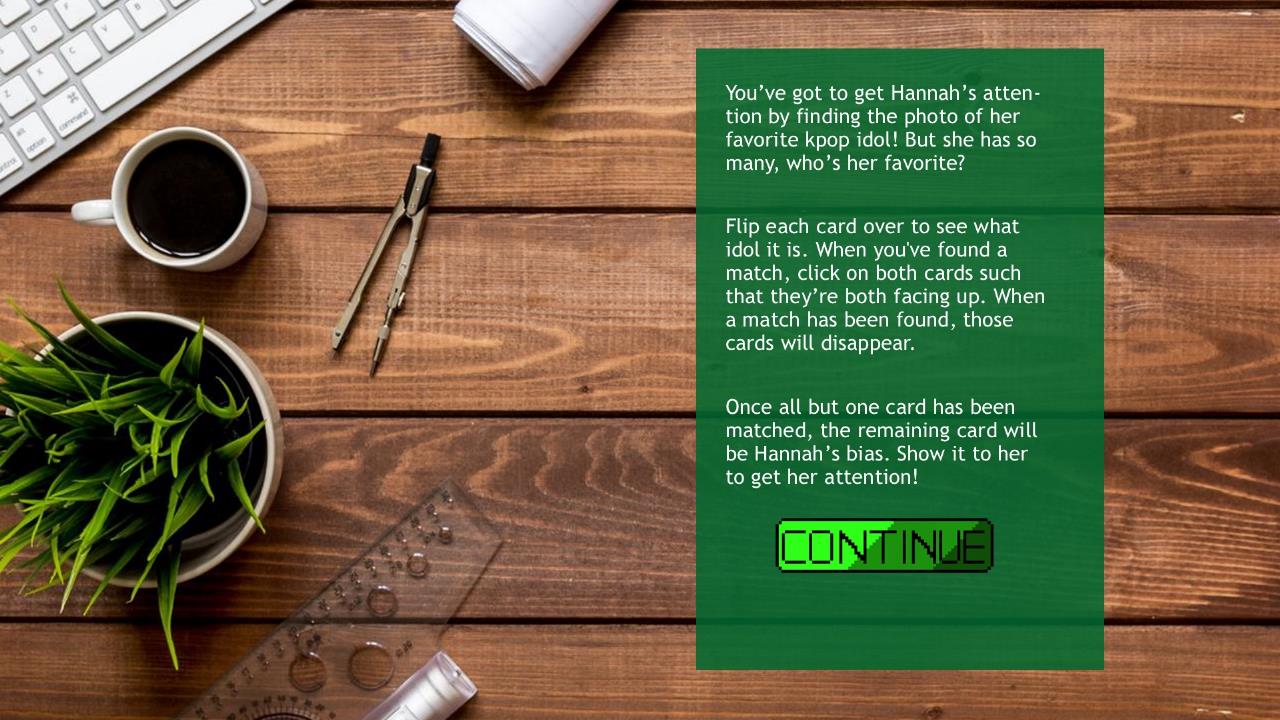 You've got to get Hannah's atten-
tion by finding the photo of her
favorite kpop idol! But she has so
many, who's her favorite?
Flip each card over to see what
idol it is. When you've found a
match, click on both cards such
that they're both facing up. When
a match has been found, those
cards will disappear.
Once all but one card has been
matched, the remaining card will
be Hannah's bias. Show it to her
to get her attention!
CONTINUE